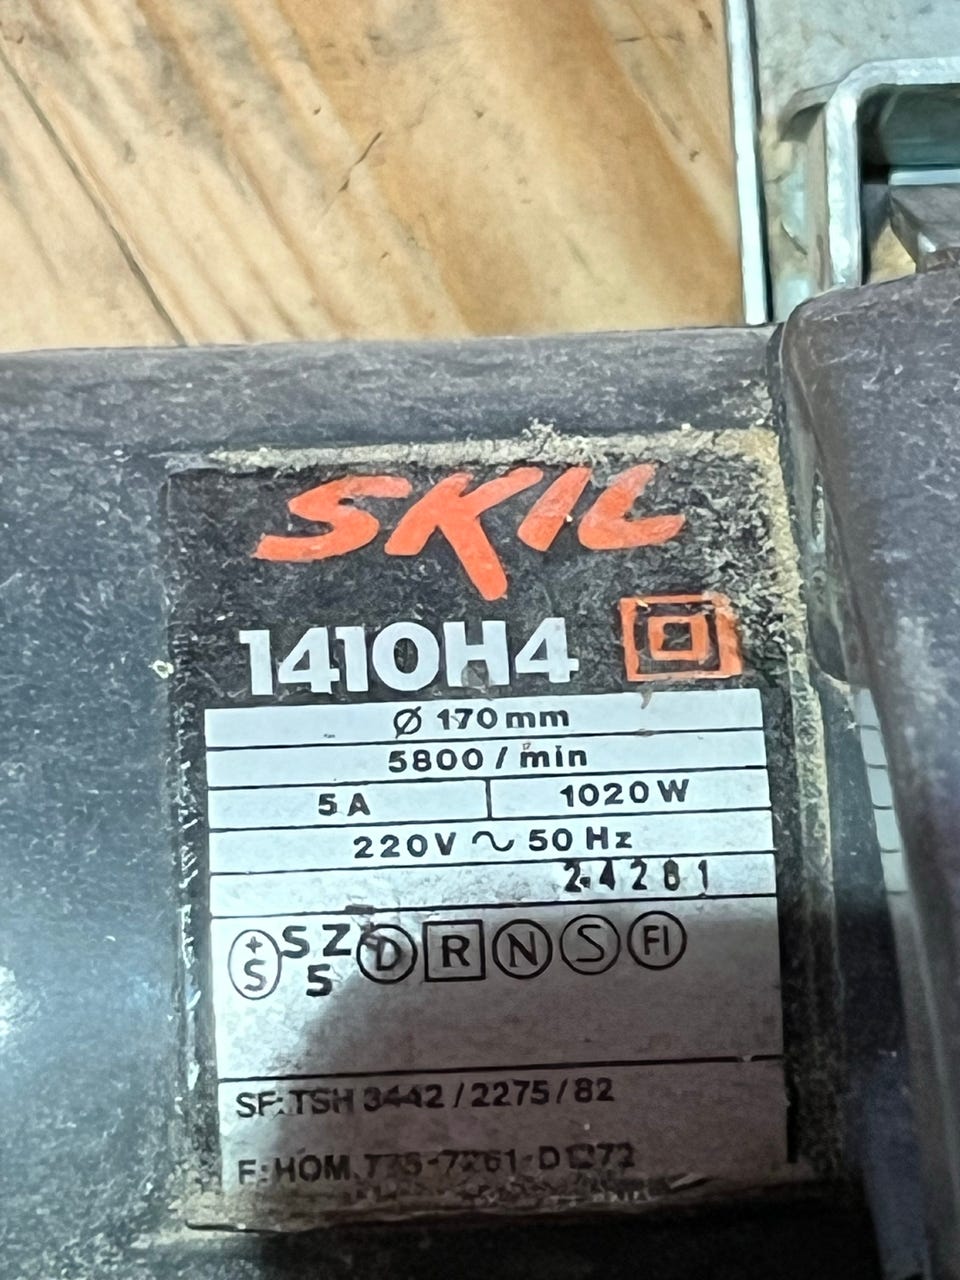 SKIL
1410H4
Ø 170 mm
5800 / min
5 A 1020 W
220V ~ 50 Hz
24281
+S S Z 5 D R N S FI
SF: TSH 3442 / 2275 / 82
F: HOM.